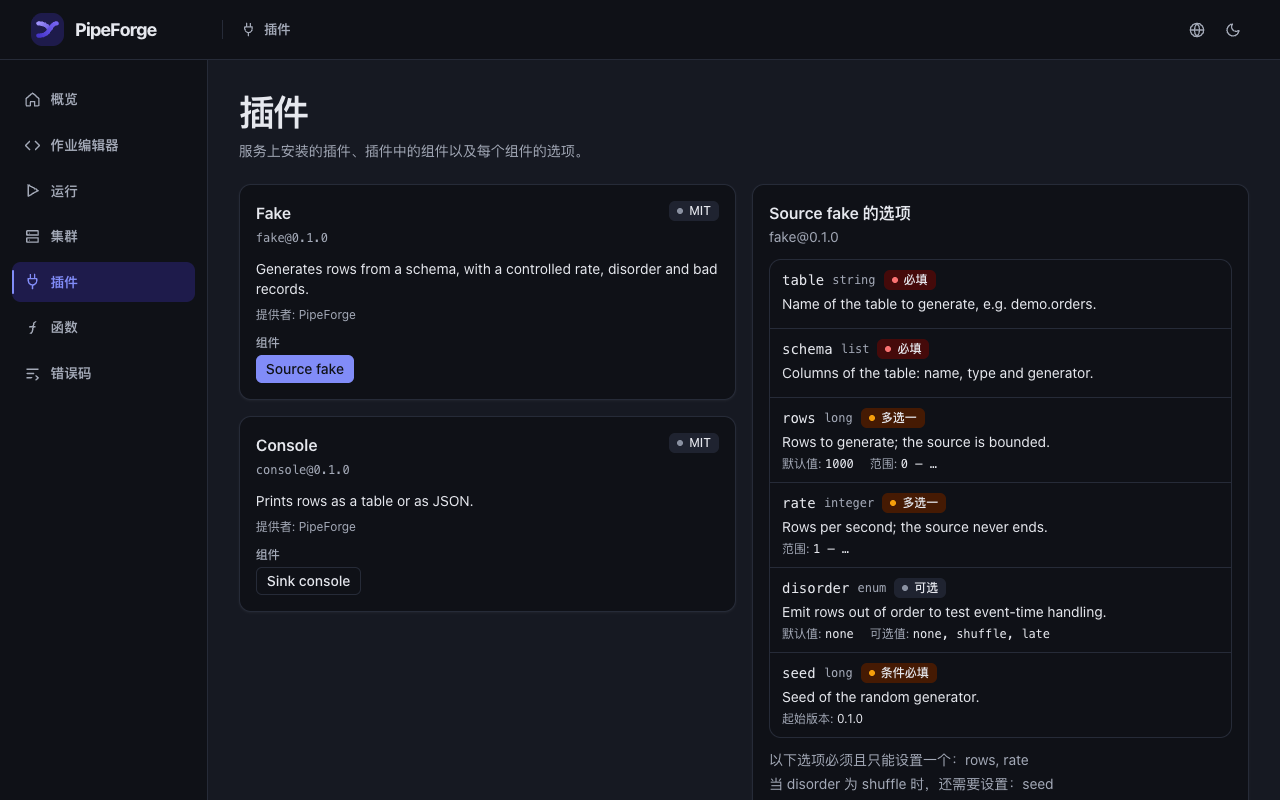 PipeForge
插件
概览
作业编辑器
运行
集群
插件
函数
错误码
插件
服务上安装的插件、插件中的组件以及每个组件的选项。
Fake
MIT
fake@0.1.0
Generates rows from a schema, with a controlled rate, disorder and bad
records.
提供者: PipeForge
组件
Source fake
Console
MIT
console@0.1.0
Prints rows as a table or as JSON.
提供者: PipeForge
组件
Sink console
Source fake 的选项
fake@0.1.0
table string 必填
Name of the table to generate, e.g. demo.orders.
schema list 必填
Columns of the table: name, type and generator.
rows long 多选一
Rows to generate; the source is bounded.
默认值: 1000 范围: 0 – …
rate integer 多选一
Rows per second; the source never ends.
范围: 1 – …
disorder enum 可选
Emit rows out of order to test event-time handling.
默认值: none 可选值: none, shuffle, late
seed long 条件必填
Seed of the random generator.
起始版本: 0.1.0
以下选项必须且只能设置一个：rows, rate
当 disorder 为 shuffle 时，还需要设置：seed